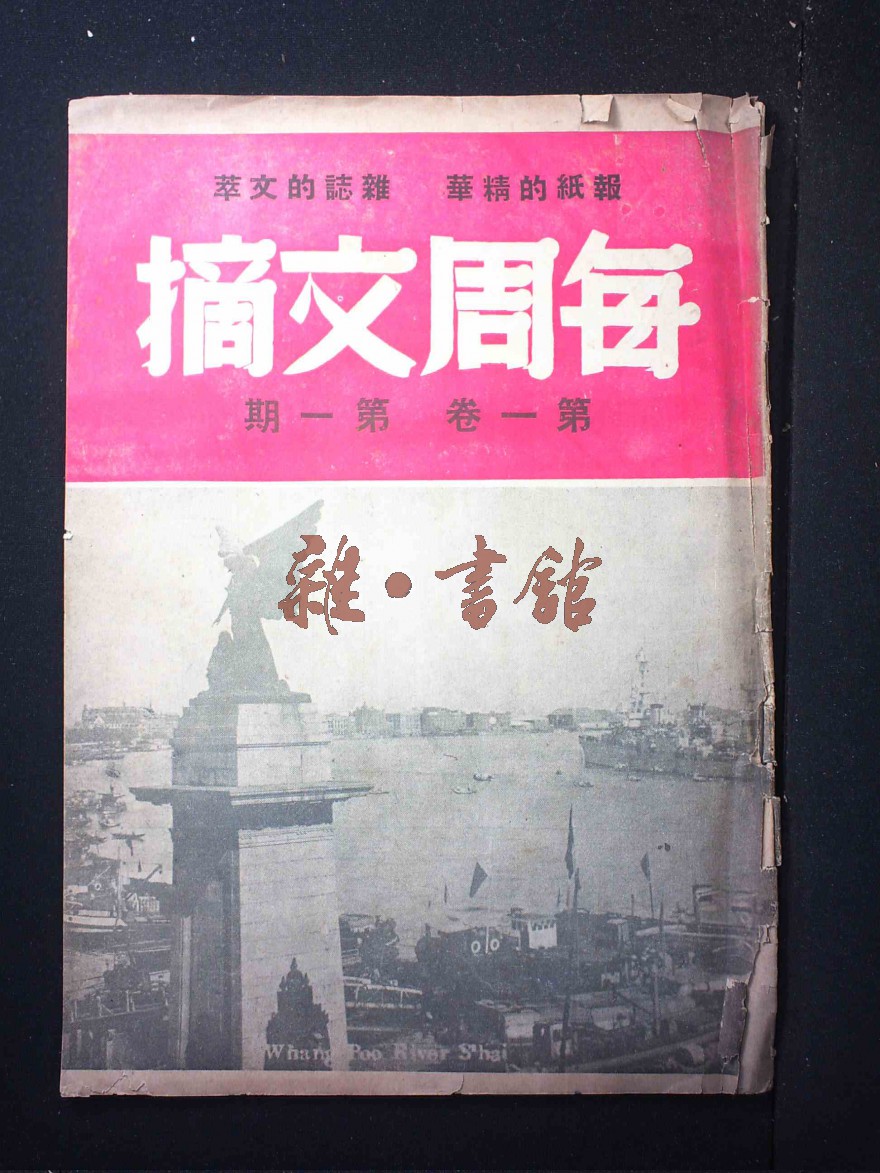 報紙的精華 雜誌的文萃
每周文摘
第一卷 第一期
雜·書館
Whang Poo River S'hai